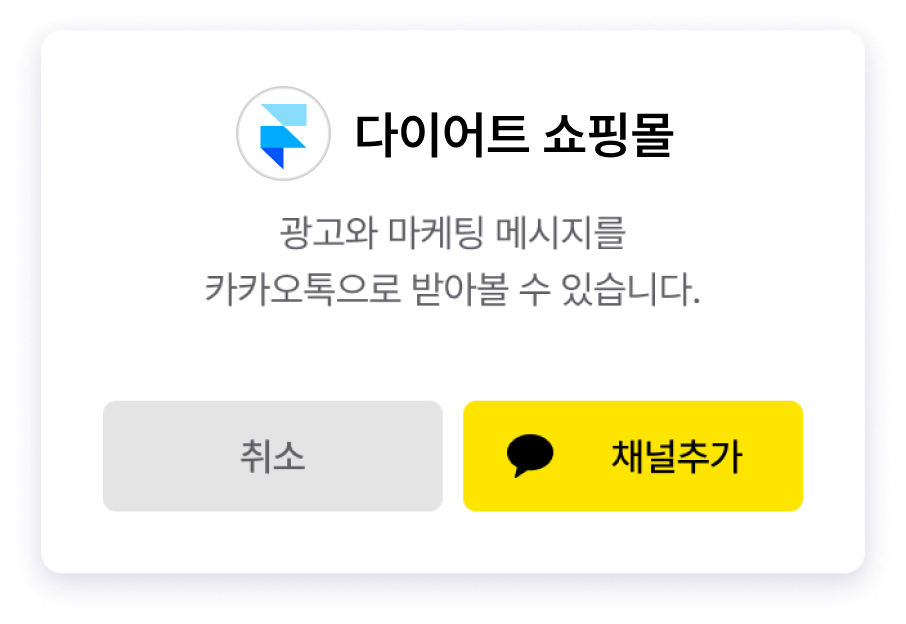 다이어트 쇼핑몰
광고와 마케팅 메시지를
카카오톡으로 받아볼 수 있습니다.
취소
채널추가